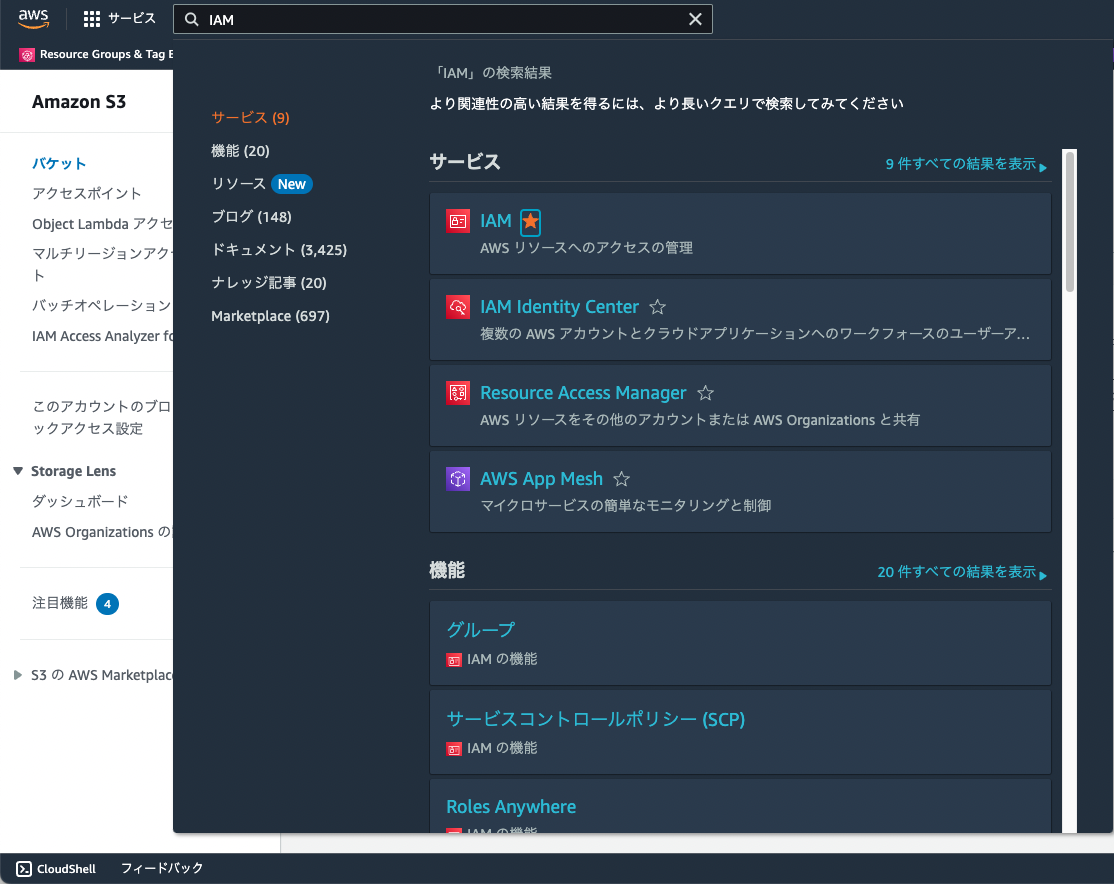 aws
サービス
IAM
Resource Groups & Tag E
Amazon S3
バケット
アクセスポイント
Object Lambda アクセ
マルチリージョンアクセ
ト
バッチオペレーション
IAM Access Analyzer fo
このアカウントのブロ
ックアクセス設定
Storage Lens
ダッシュボード
AWS Organizations の
注目機能 4
S3 の AWS Marketplac
サービス (9)
機能 (20)
リソース New
ブログ (148)
ドキュメント (3,425)
ナレッジ記事 (20)
Marketplace (697)
「IAM」の検索結果
より関連性の高い結果を得るには、より長いクエリで検索してみてください
サービス
9 件すべての結果を表示
IAM
AWS リソースへのアクセスの管理
IAM Identity Center
複数の AWS アカウントとクラウドアプリケーションへのワークフォースのユーザーア...
Resource Access Manager
AWS リソースをその他のアカウントまたは AWS Organizations と共有
AWS App Mesh
マイクロサービスの簡単なモニタリングと制御
機能
20 件すべての結果を表示
グループ
IAM の機能
サービスコントロールポリシー (SCP)
IAM の機能
Roles Anywhere
IAM の機能
CloudShell
フィードバック